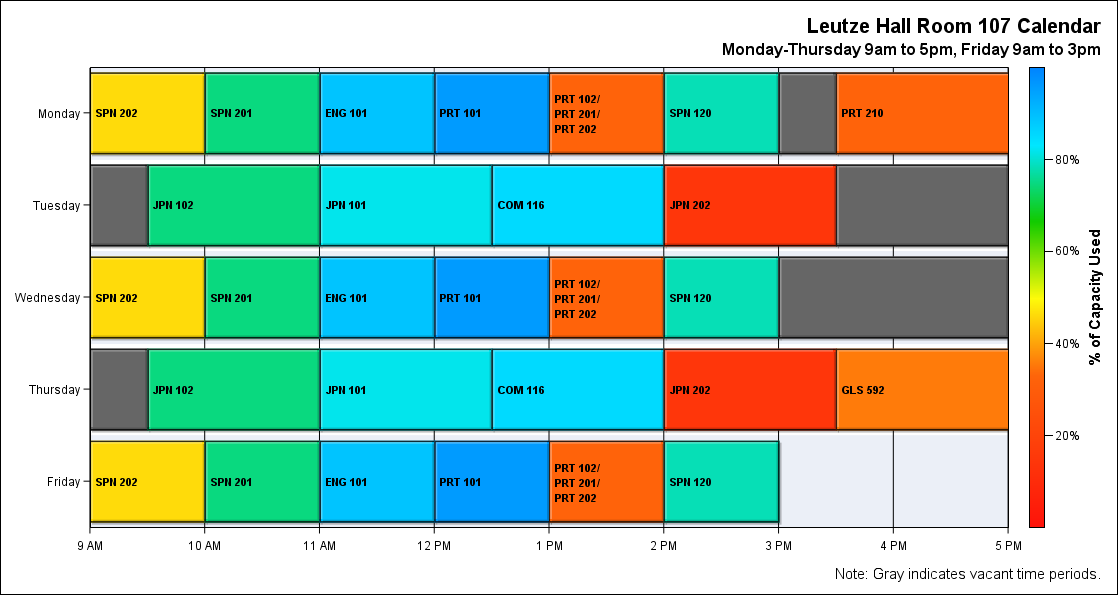 Leutze Hall Room 107 Calendar
Monday-Thursday 9am to 5pm, Friday 9am to 3pm
Monday
SPN 202
SPN 201
ENG 101
PRT 101
PRT 102/
PRT 201/
PRT 202
SPN 120
PRT 210
Tuesday
JPN 102
JPN 101
COM 116
JPN 202
Wednesday
SPN 202
SPN 201
ENG 101
PRT 101
PRT 102/
PRT 201/
PRT 202
SPN 120
Thursday
JPN 102
JPN 101
COM 116
JPN 202
GLS 592
Friday
SPN 202
SPN 201
ENG 101
PRT 101
PRT 102/
PRT 201/
PRT 202
SPN 120
9 AM
10 AM
11 AM
12 PM
1 PM
2 PM
3 PM
4 PM
5 PM
80%
60%
40%
20%
% of Capacity Used
Note: Gray indicates vacant time periods.